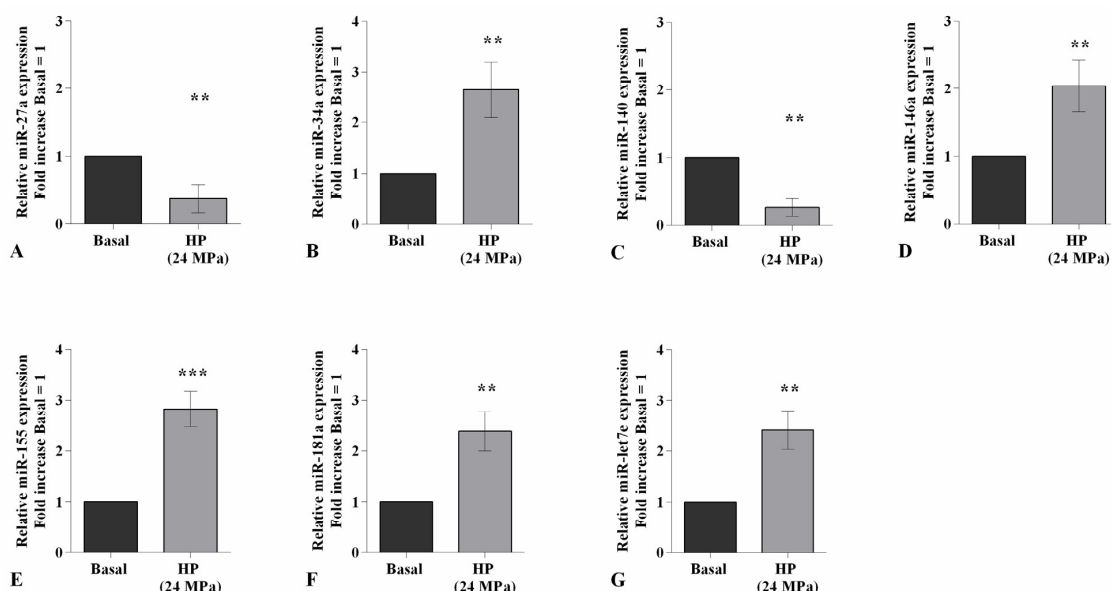 Relative miR-27a expression
Fold increase Basal = 1
3
2
1
0
**
Basal
HP
(24 MPa)
A
Relative miR-34a expression
Fold increase Basal = 1
4
3
2
1
0
**
Basal
HP
(24 MPa)
B
Relative miR-140 expression
Fold increase Basal = 1
3
2
1
0
**
Basal
HP
(24 MPa)
C
Relative miR-146a expression
Fold increase Basal = 1
3
2
1
0
**
Basal
HP
(24 MPa)
D
Relative miR-155 expression
Fold increase Basal = 1
4
3
2
1
0
***
Basal
HP
(24 MPa)
E
Relative miR-181a expression
Fold increase Basal = 1
4
3
2
1
0
**
Basal
HP
(24 MPa)
F
Relative miR-let7e expression
Fold increase Basal = 1
4
3
2
1
0
**
Basal
HP
(24 MPa)
G